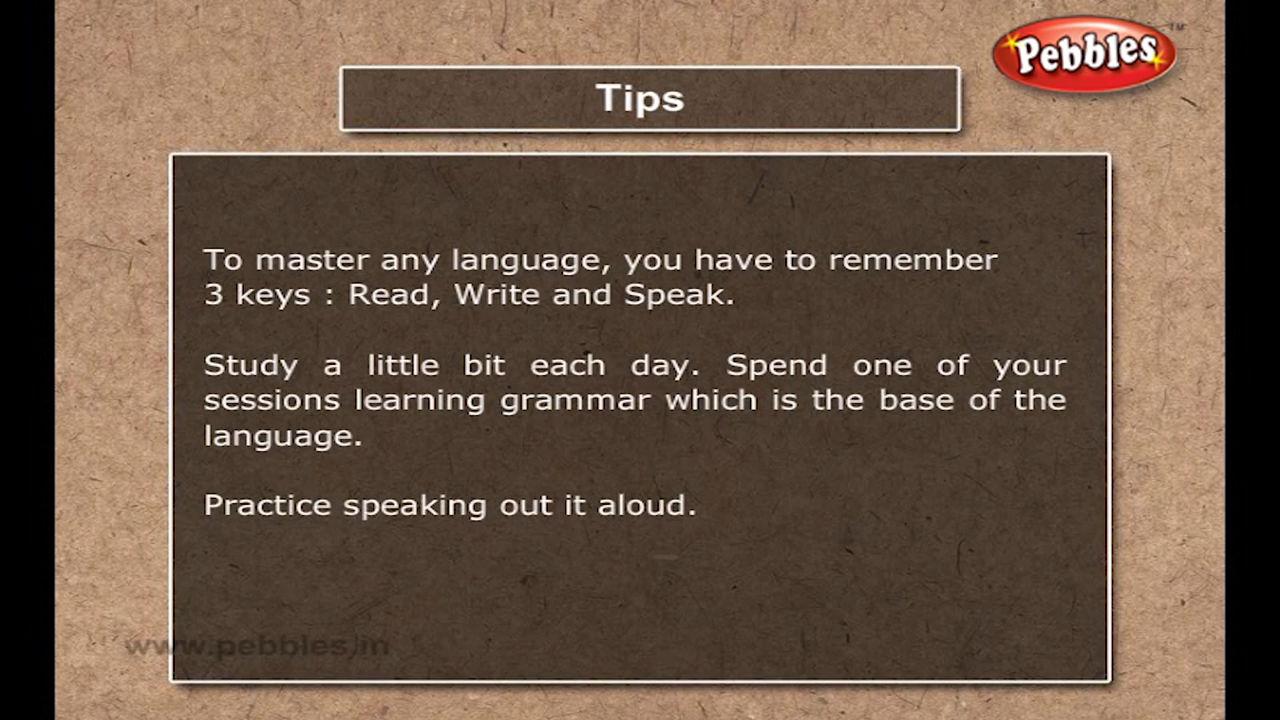 Pebbles™
Tips
To master any language, you have to remember
3 keys : Read, Write and Speak.
Study a little bit each day. Spend one of your
sessions learning grammar which is the base of the
language.
Practice speaking out it aloud.
www.pebbles.in